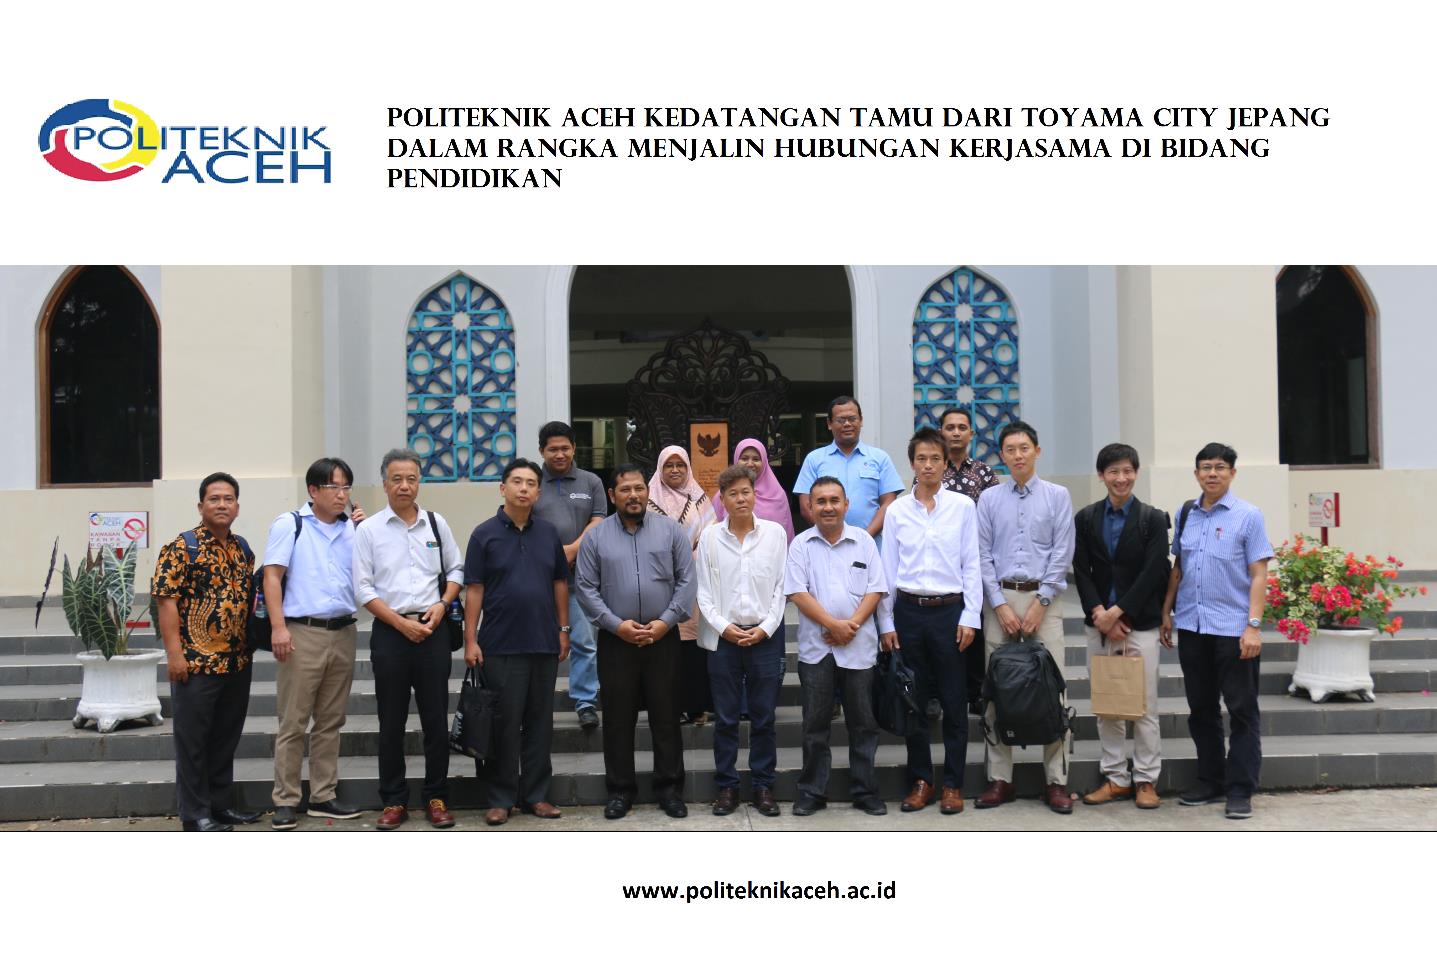 POLITEKNIK
ACEH
POLITEKNIK ACEH KEDATANGAN TAMU DARI TOYAMA CITY JEPANG
DALAM RANGKA MENJALIN HUBUNGAN KERJASAMA DI BIDANG
PENDIDIKAN
ACEH
KAWASAN
TANPA
www.politeknikaceh.ac.id